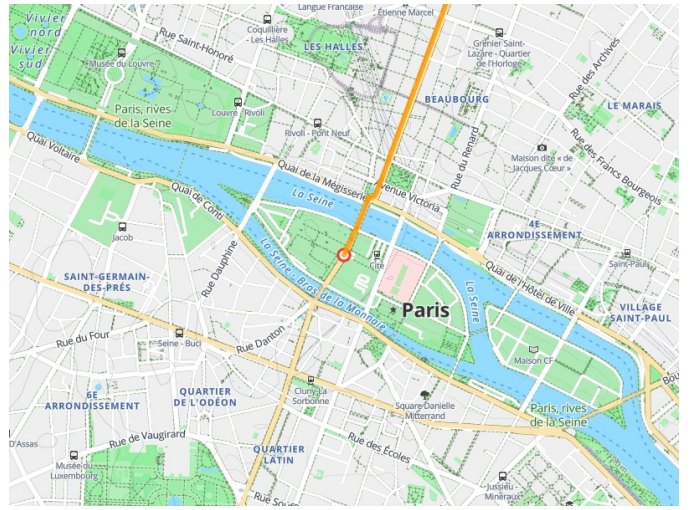 Langue Française
Étienne Marcel
Vivier
nord
Vivier
sud
Rue Saint-Honoré
Coquillière
- Les Halles
LES HALLES
Grenier Saint-
Lazare - Quartier
de l'Horloge
Rue des Archives
Musée du Louvre
Paris, rives
de la Seine
Louvre - Rivoli
Rivoli - Pont Neuf
BEAUBOURG
LE MARAIS
Rue du Renard
Maison dite « de
Jacques Cœur »
Rue des Francs Bourgeois
Quai Voltaire
Quai de Conti
Quai de la Mégisserie
Avenue Victoria
La Seine
Jacob
4E
ARRONDISSEMENT
Saint-Paul
Cité
La Seine - Bras de la Monnaie
Rue Dauphine
SAINT-GERMAIN-
DES-PRÉS
Quai de l'Hôtel de Ville
La Seine
VILLAGE
SAINT-PAUL
Paris
Rue du Four
Seine - Buci
Rue Danton
Maison CF
6E
ARRONDISSEMENT
QUARTIER
DE L'ODÉON
Cluny-La
Sorbonne
Square Danielle
Mitterrand
Paris, rives
de la Seine
Bou
D'Assas
Rue de Vaugirard
Musée du
Luxembourg
QUARTIER
LATIN
Rue des Écoles
Jussieu
Minéraux
Rue Sou